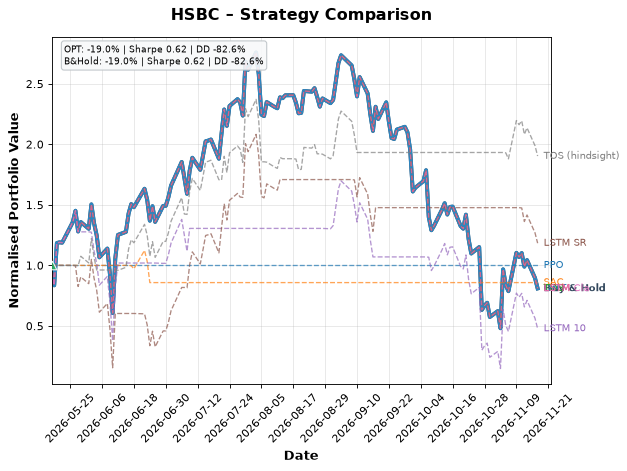 HSBC – Strategy Comparison
OPT: -19.0% | Sharpe 0.62 | DD -82.6%
B&Hold: -19.0% | Sharpe 0.62 | DD -82.6%
Normalised Portfolio Value
2.5
2.0
1.5
1.0
0.5
TOS (hindsight)
LSTM SR
PPO
Buy & Hold
LSTM 10
2026-05-25
2026-06-06
2026-06-18
2026-06-30
2026-07-12
2026-07-24
2026-08-05
2026-08-17
2026-08-29
2026-09-10
2026-09-22
2026-10-04
2026-10-16
2026-10-28
2026-11-09
2026-11-21
Date